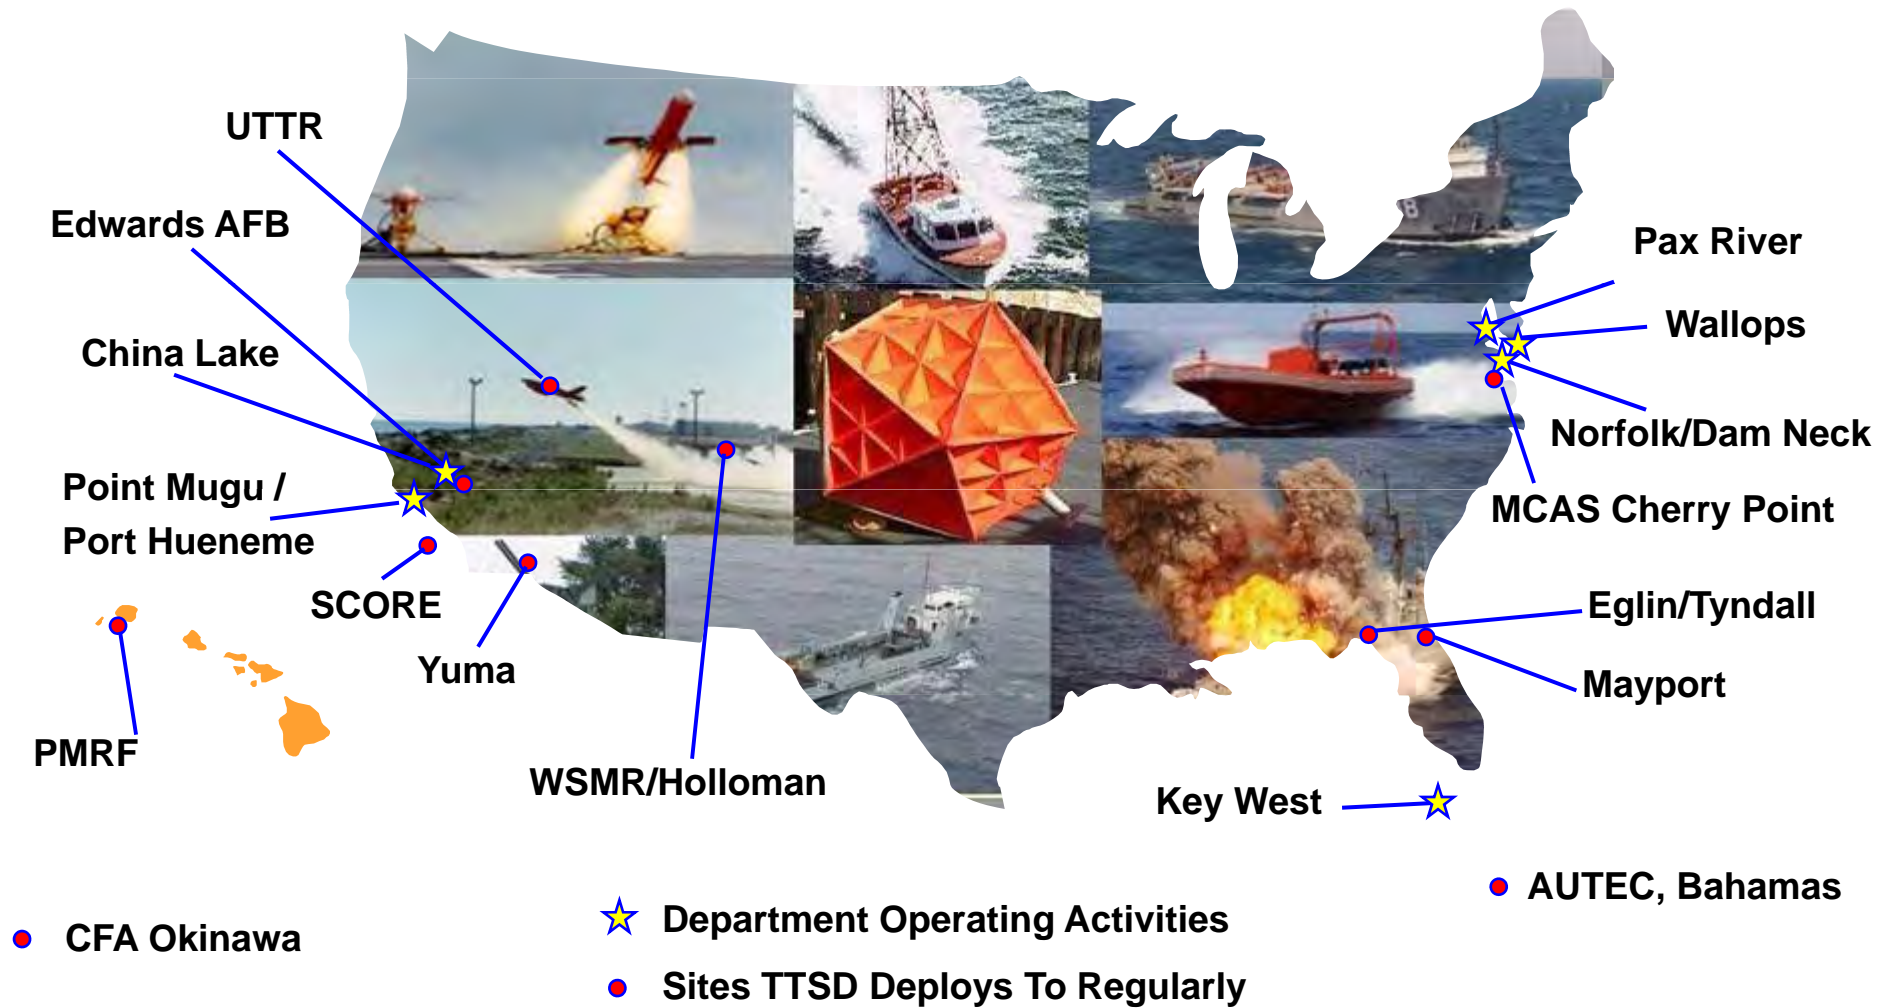 UTTR
Edwards AFB
Pax River
Wallops
China Lake
Norfolk/Dam Neck
Point Mugu /
Port Hueneme
MCAS Cherry Point
SCORE
Eglin/Tyndall
Yuma
Mayport
PMRF
WSMR/Holloman
Key West
AUTEC, Bahamas
Department Operating Activities
CFA Okinawa
Sites TTSD Deploys To Regularly